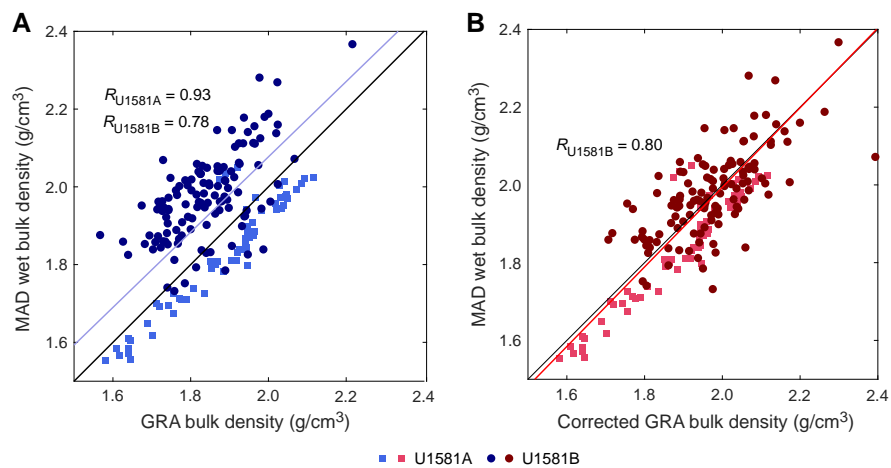 A
2.4
2.2
2.0
1.8
1.6
MAD wet bulk density (g/cm³)
R_U1581A = 0.93
R_U1581B = 0.78
1.6 1.8 2.0 2.2 2.4
GRA bulk density (g/cm³)
B
2.4
2.2
2.0
1.8
1.6
MAD wet bulk density (g/cm³)
R_U1581B = 0.80
1.6 1.8 2.0 2.2 2.4
Corrected GRA bulk density (g/cm³)
U1581A U1581B